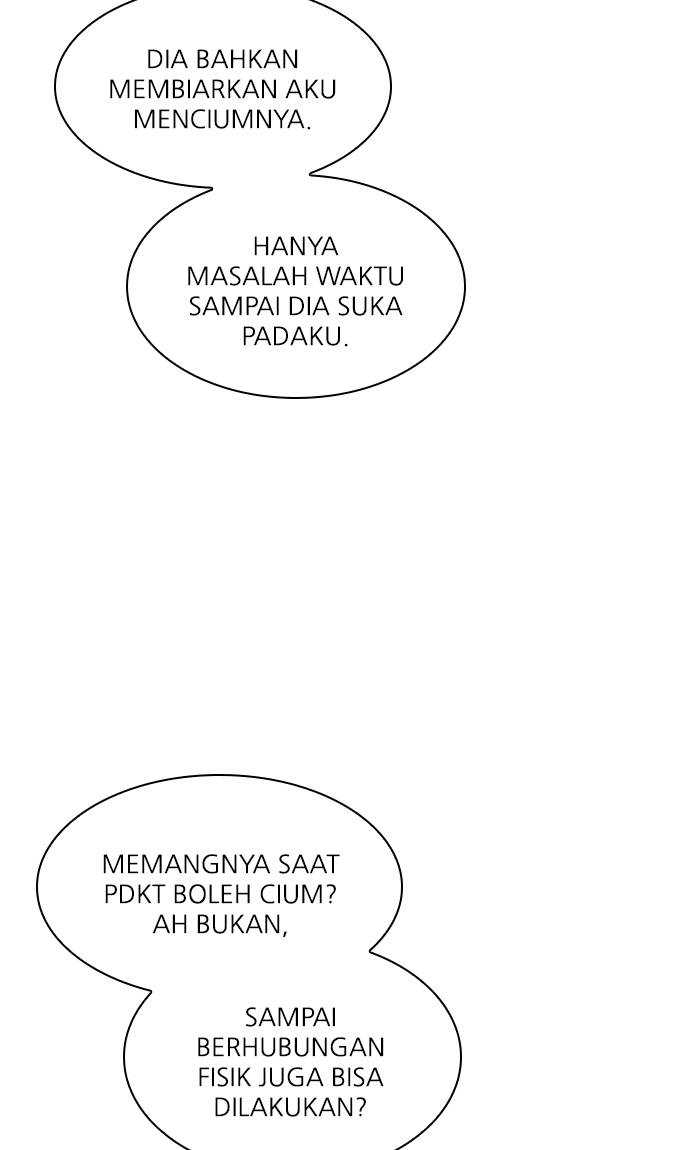 DIA BAHKAN
MEMBIARKAN AKU
MENCIUMNYA.
HANYA
MASALAH WAKTU
SAMPAI DIA SUKA
PADAKU.
MEMANGNYA SAAT
PDKT BOLEH CIUM?
AH BUKAN,
SAMPAI
BERHUBUNGAN
FISIK JUGA BISA
DILAKUKAN?